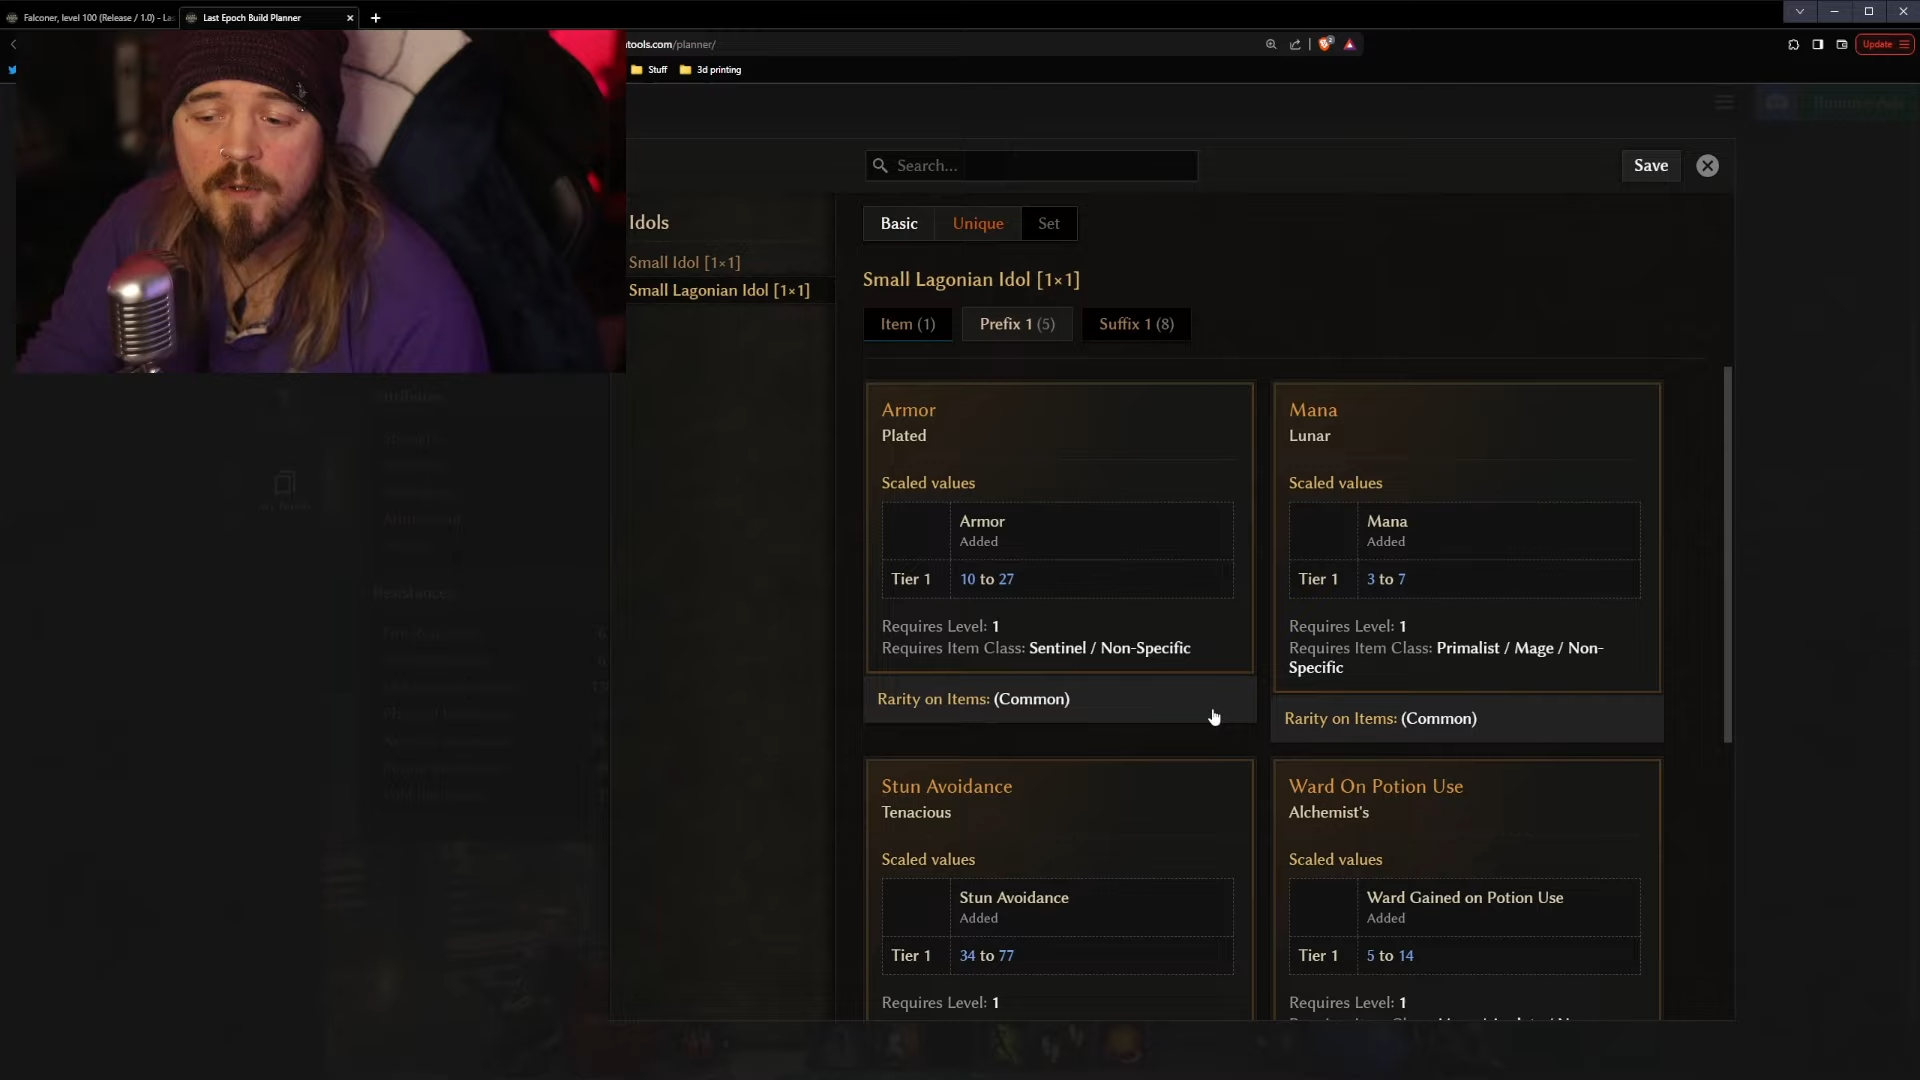 Falconer, level 100 (Release / 1.0) - La
Last Epoch Build Planner
tools.com/planner/
Update
Stuff
3d printing
Search...
Save
Idols
Small Idol [1×1]
Small Lagonian Idol [1×1]
Basic
Unique
Set
Small Lagonian Idol [1×1]
Item (1)
Prefix 1 (5)
Suffix 1 (8)
Armor
Plated
Scaled values
Armor
Added
Tier 1
10 to 27
Requires Level: 1
Requires Item Class: Sentinel / Non-Specific
Rarity on Items: (Common)
Mana
Lunar
Scaled values
Mana
Added
Tier 1
3 to 7
Requires Level: 1
Requires Item Class: Primalist / Mage / Non-
Specific
Rarity on Items: (Common)
Stun Avoidance
Tenacious
Scaled values
Stun Avoidance
Added
Tier 1
34 to 77
Requires Level: 1
Ward On Potion Use
Alchemist's
Scaled values
Ward Gained on Potion Use
Added
Tier 1
5 to 14
Requires Level: 1